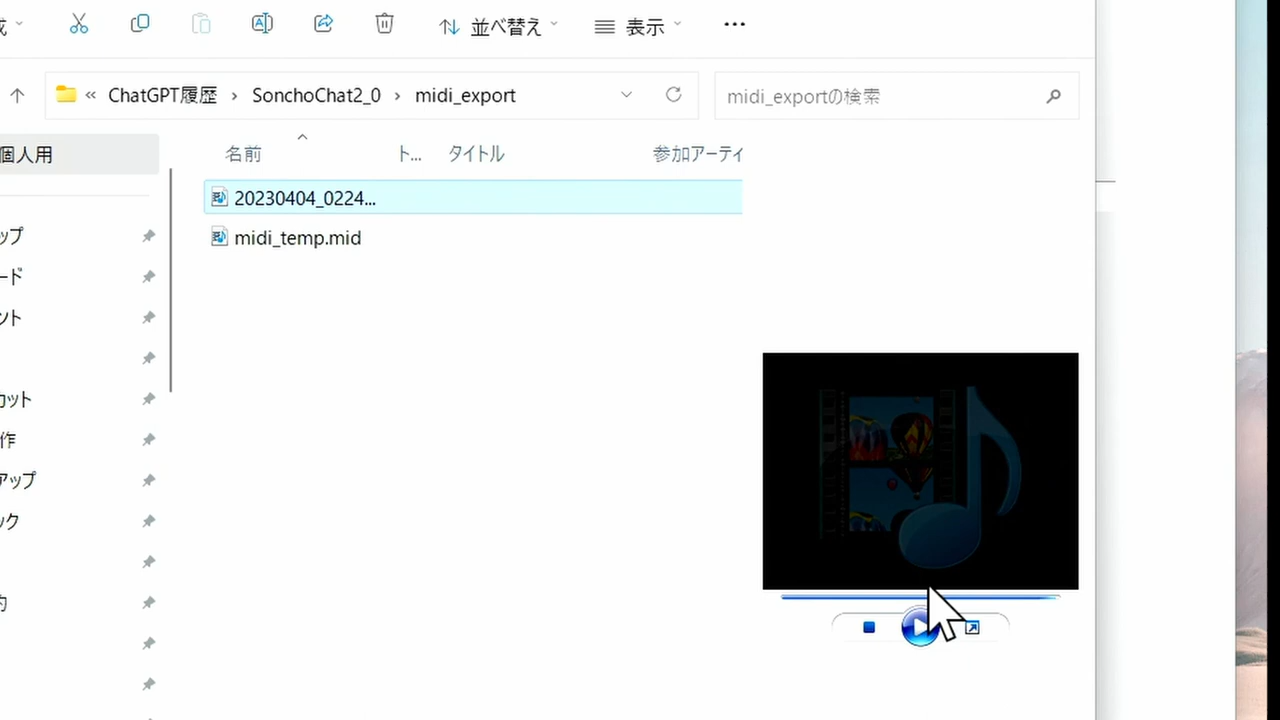 成
並べ替え
表示
ChatGPT履歴
SonchoChat2_0
midi_export
midi_exportの検索
個人用
名前
ト...
タイトル
参加アーティ
20230404_0224...
midi_temp.mid
ップ
ード
ント
カット
作
アップ
ック
約